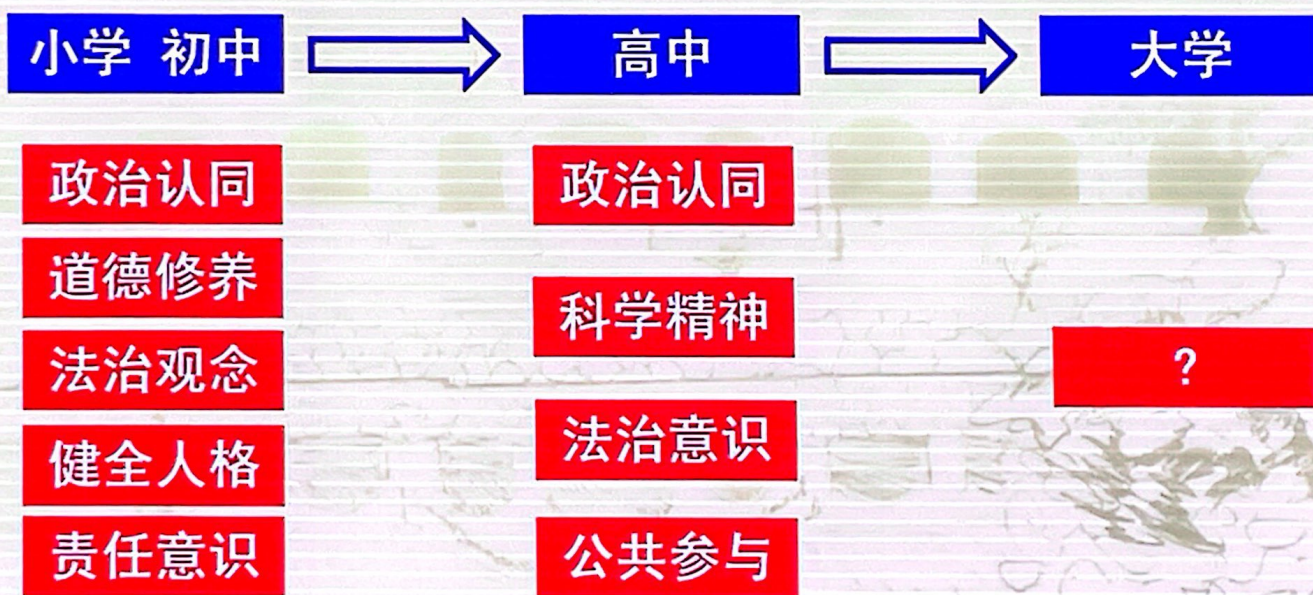 小学 初中
高中
大学
政治认同
道德修养
法治观念
健全人格
责任意识
政治认同
科学精神
法治意识
公共参与
?